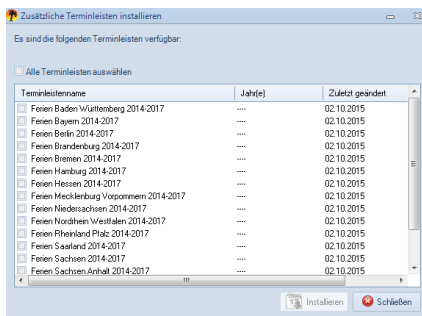 Zusätzliche Terminleisten installieren
Es sind die folgenden Terminleisten verfügbar:
Alle Terminleisten auswählen
Terminleistenname Jahr(e) Zuletzt geändert
Ferien Baden Württemberg 2014-2017 ---- 02.10.2015
Ferien Bayern 2014-2017 ---- 02.10.2015
Ferien Berlin 2014-2017 ---- 02.10.2015
Ferien Brandenburg 2014-2017 ---- 02.10.2015
Ferien Bremen 2014-2017 ---- 02.10.2015
Ferien Hamburg 2014-2017 ---- 02.10.2015
Ferien Hessen 2014-2017 ---- 02.10.2015
Ferien Mecklenburg Vorpommern 2014-2017 ---- 02.10.2015
Ferien Niedersachsen 2014-2017 ---- 02.10.2015
Ferien Nordrhein Westfalen 2014-2017 ---- 02.10.2015
Ferien Rheinland Pfalz 2014-2017 ---- 02.10.2015
Ferien Saarland 2014-2017 ---- 02.10.2015
Ferien Sachsen 2014-2017 ---- 02.10.2015
Ferien Sachsen Anhalt 2014-2017 ---- 02.10.2015
Installieren Schließen